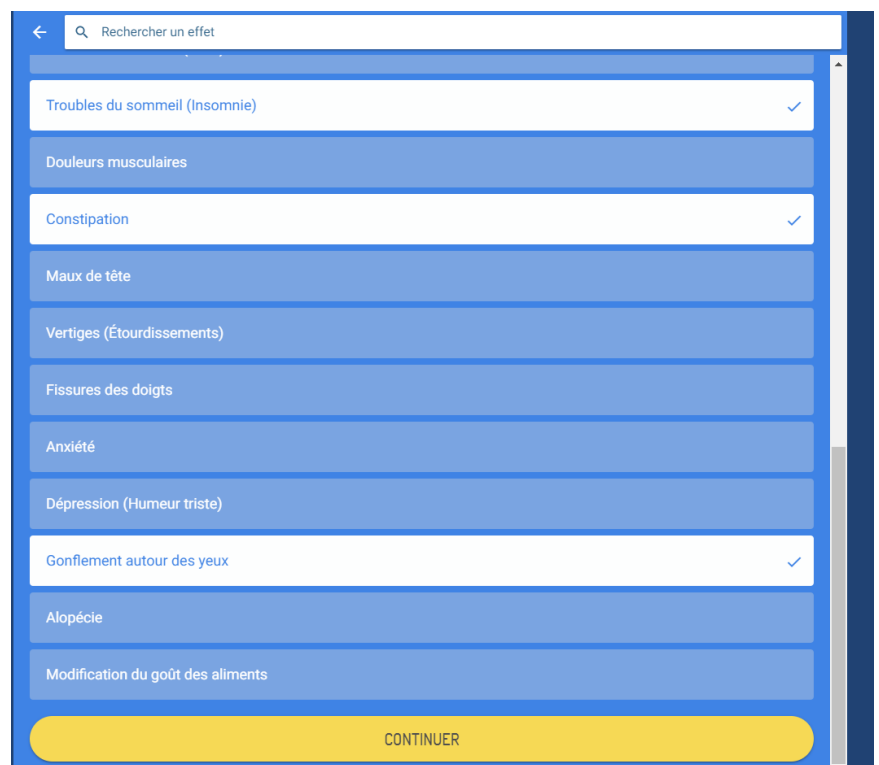 Rechercher un effet
Troubles du sommeil (Insomnie)
Douleurs musculaires
Constipation
Maux de tête
Vertiges (Étourdissements)
Fissures des doigts
Anxiété
Dépression (Humeur triste)
Gonflement autour des yeux
Alopécie
Modification du goût des aliments
CONTINUER